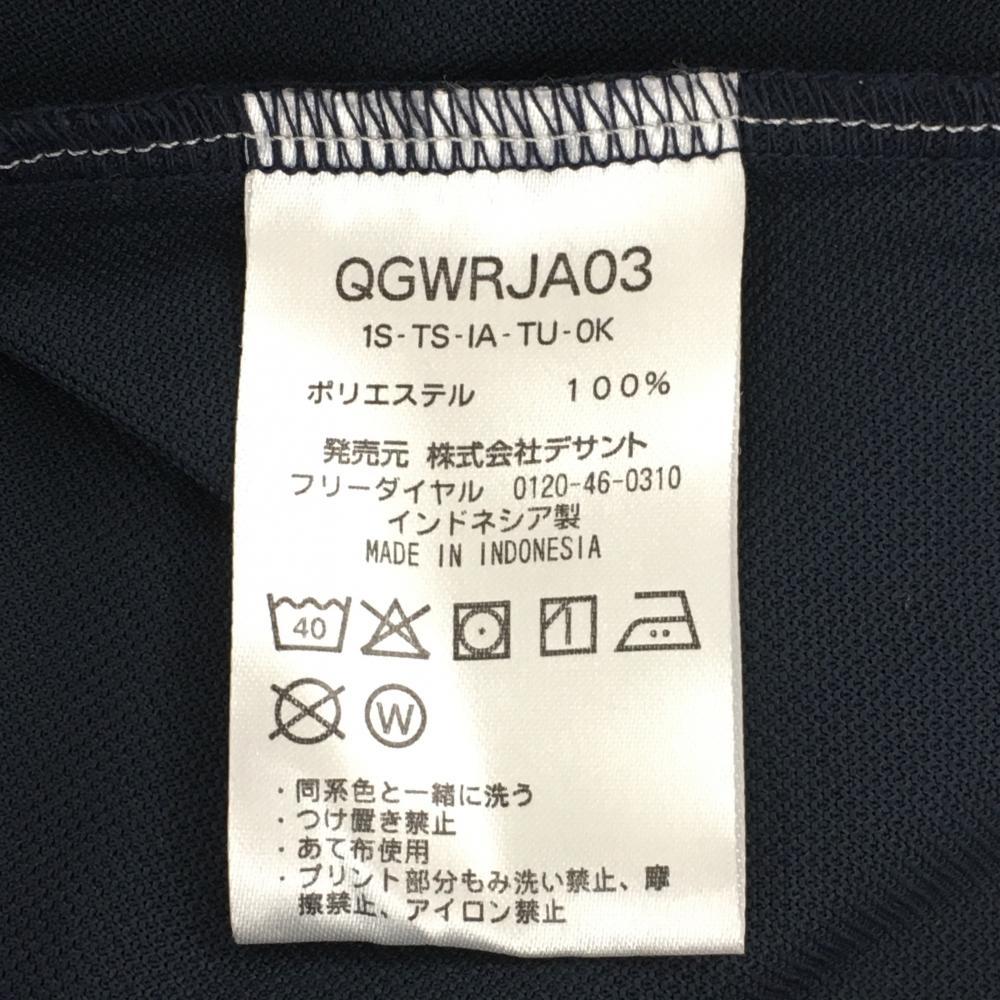 QGWRJA03
1S-TS-IA-TU-0K
ポリエステル 100%
発売元 株式会社デサント
フリーダイヤル 0120-46-0310
インドネシア製
MADE IN INDONESIA
40
W
・同系色と一緒に洗う
・つけ置き禁止
・あて布使用
・プリント部分もみ洗い禁止、摩
擦禁止、アイロン禁止